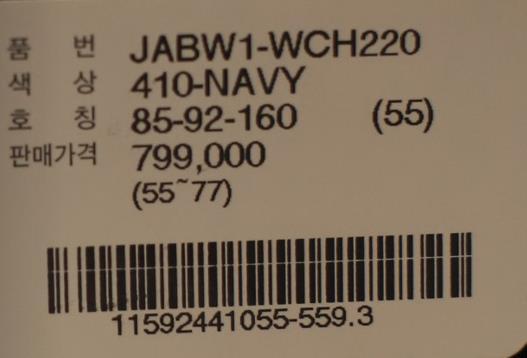 품 번 JABW1-WCH220
색 상 410-NAVY
호 칭 85-92-160 (55)
판매가격 799,000
(55~77)
11592441055-559.3